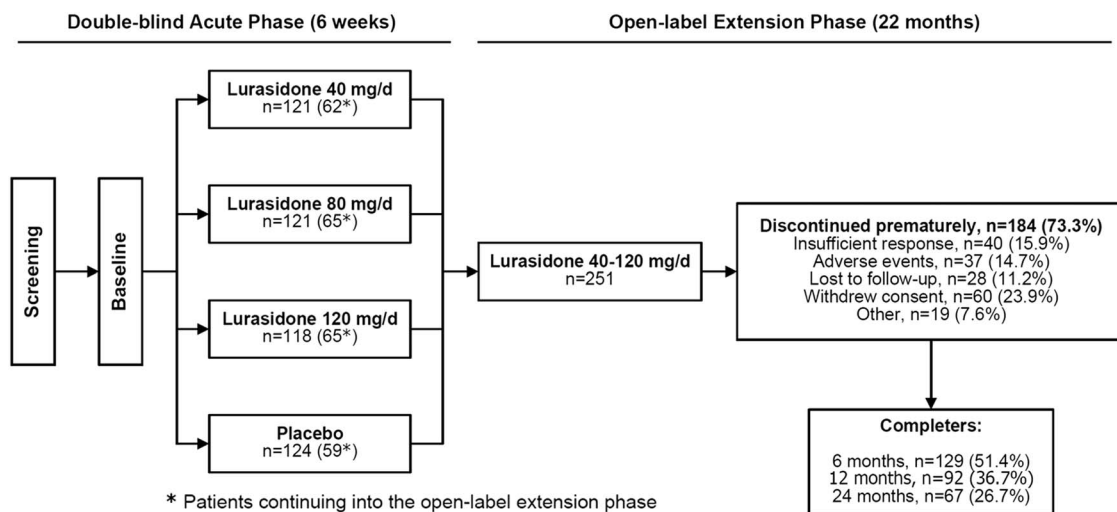 Double-blind Acute Phase (6 weeks)
Open-label Extension Phase (22 months)
Screening
Baseline
Lurasidone 40 mg/d
n=121 (62*)
Lurasidone 80 mg/d
n=121 (65*)
Lurasidone 120 mg/d
n=118 (65*)
Placebo
n=124 (59*)
Lurasidone 40-120 mg/d
n=251
Discontinued prematurely, n=184 (73.3%)
Insufficient response, n=40 (15.9%)
Adverse events, n=37 (14.7%)
Lost to follow-up, n=28 (11.2%)
Withdrew consent, n=60 (23.9%)
Other, n=19 (7.6%)
Completers:
6 months, n=129 (51.4%)
12 months, n=92 (36.7%)
24 months, n=67 (26.7%)
* Patients continuing into the open-label extension phase